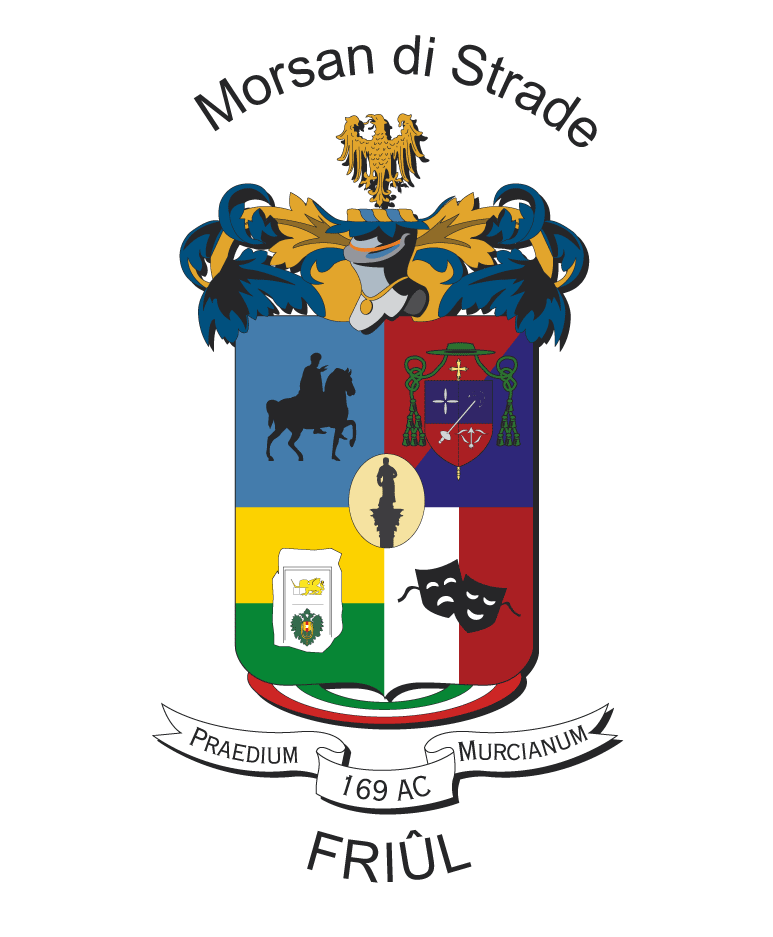 Morsan di Strade
PRAEDIUM
169 AC
MURCIANUM
FRIÛL